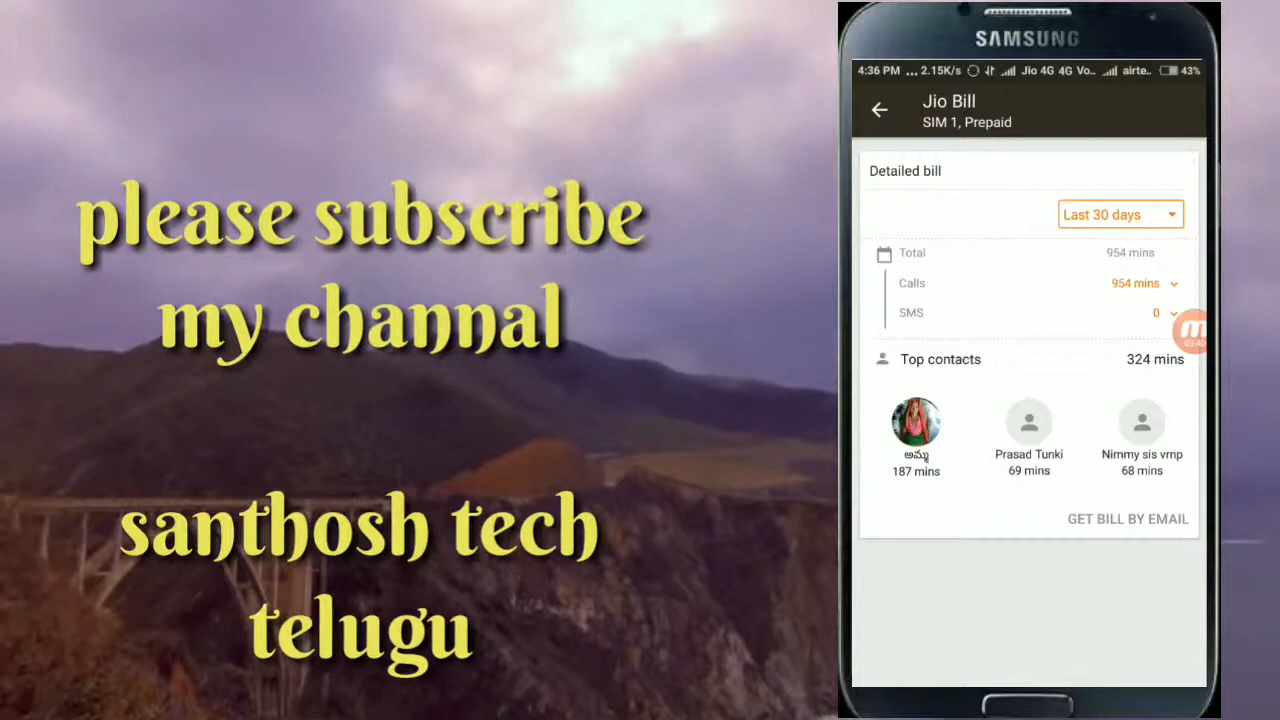 please subscribe
my channal
santhosh tech
telugu
SAMSUNG
4:36 PM ... 2.15K/s Jio 4G 4G Vo.. airte.. 43%
Jio Bill
SIM 1, Prepaid
Detailed bill
Last 30 days
Total 954 mins
Calls 954 mins
SMS 0
03:40
Top contacts 324 mins
అమ్మ Prasad Tunki Nimmy sis vrnp
187 mins 69 mins 68 mins
GET BILL BY EMAIL